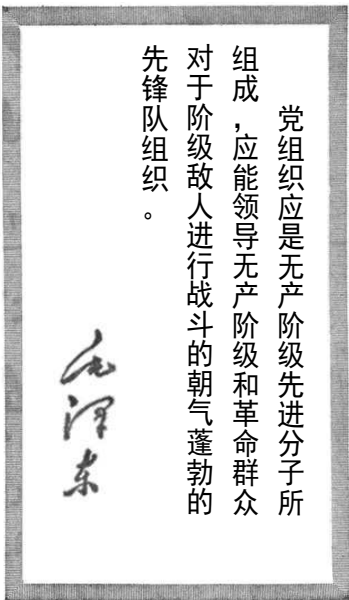 党组织应是无产阶级先进分子所
组成，应能领导无产阶级和革命群众
对于阶级敌人进行战斗的朝气蓬勃的
先锋队组织。
毛泽东